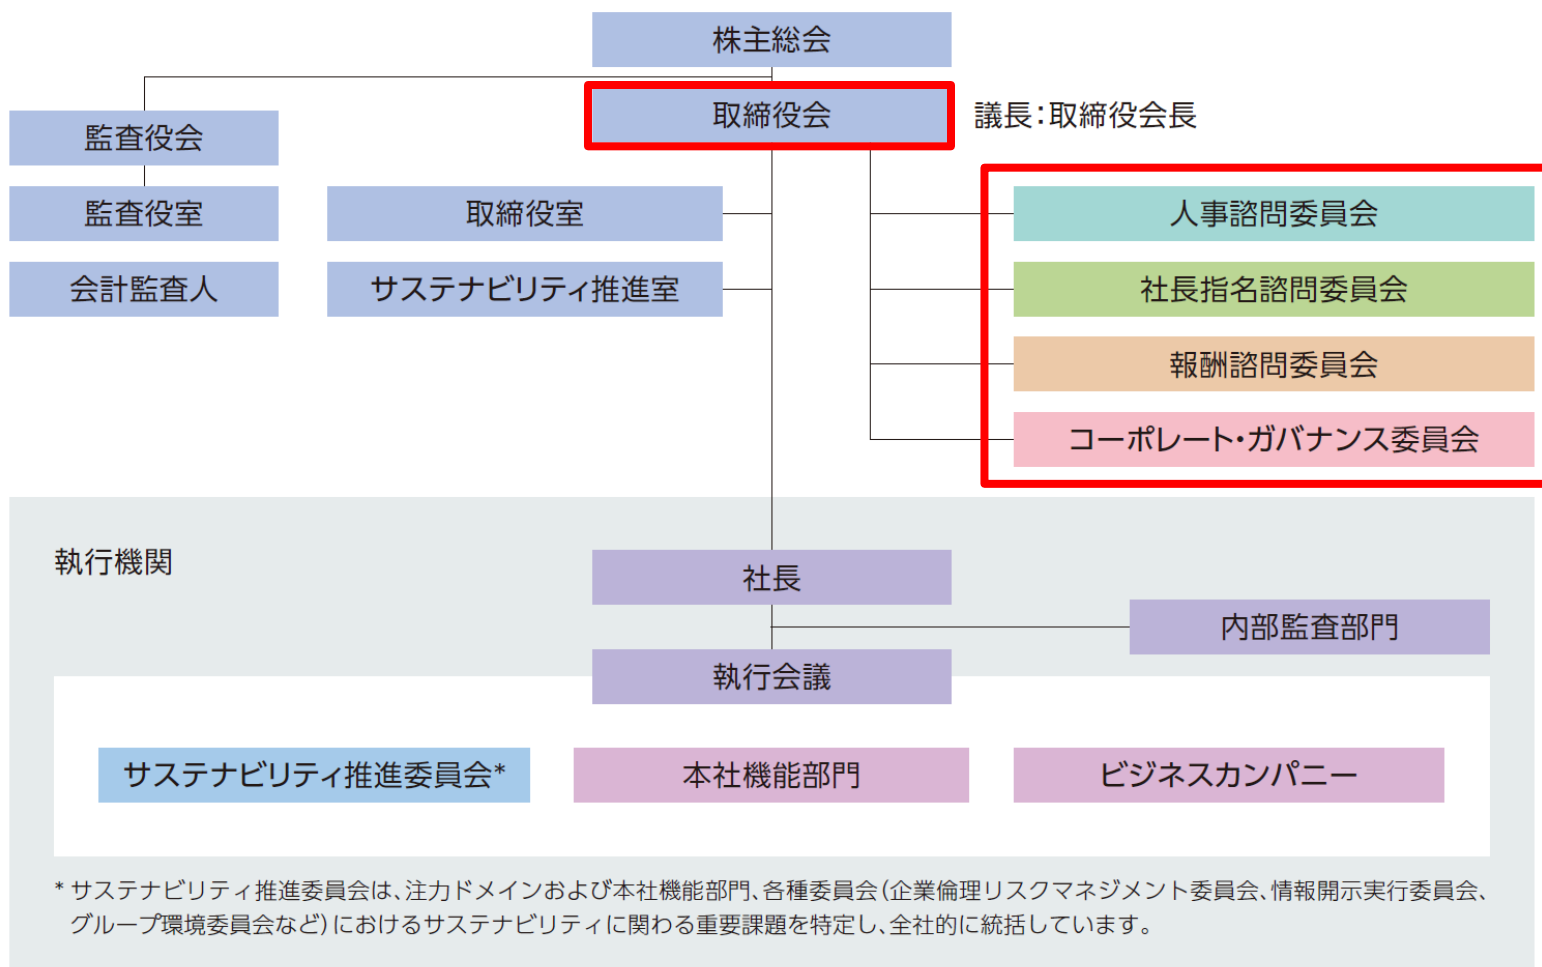 株主総会
取締役会
議長：取締役会長
監査役会
監査役室
取締役室
人事諮問委員会
会計監査人
サステナビリティ推進室
社長指名諮問委員会
報酬諮問委員会
コーポレート・ガバナンス委員会
執行機関
社長
内部監査部門
執行会議
サステナビリティ推進委員会*
本社機能部門
ビジネスカンパニー
* サステナビリティ推進委員会は、注力ドメインおよび本社機能部門、各種委員会（企業倫理リスクマネジメント委員会、情報開示実行委員会、
グループ環境委員会など）におけるサステナビリティに関わる重要課題を特定し、全社的に統括しています。